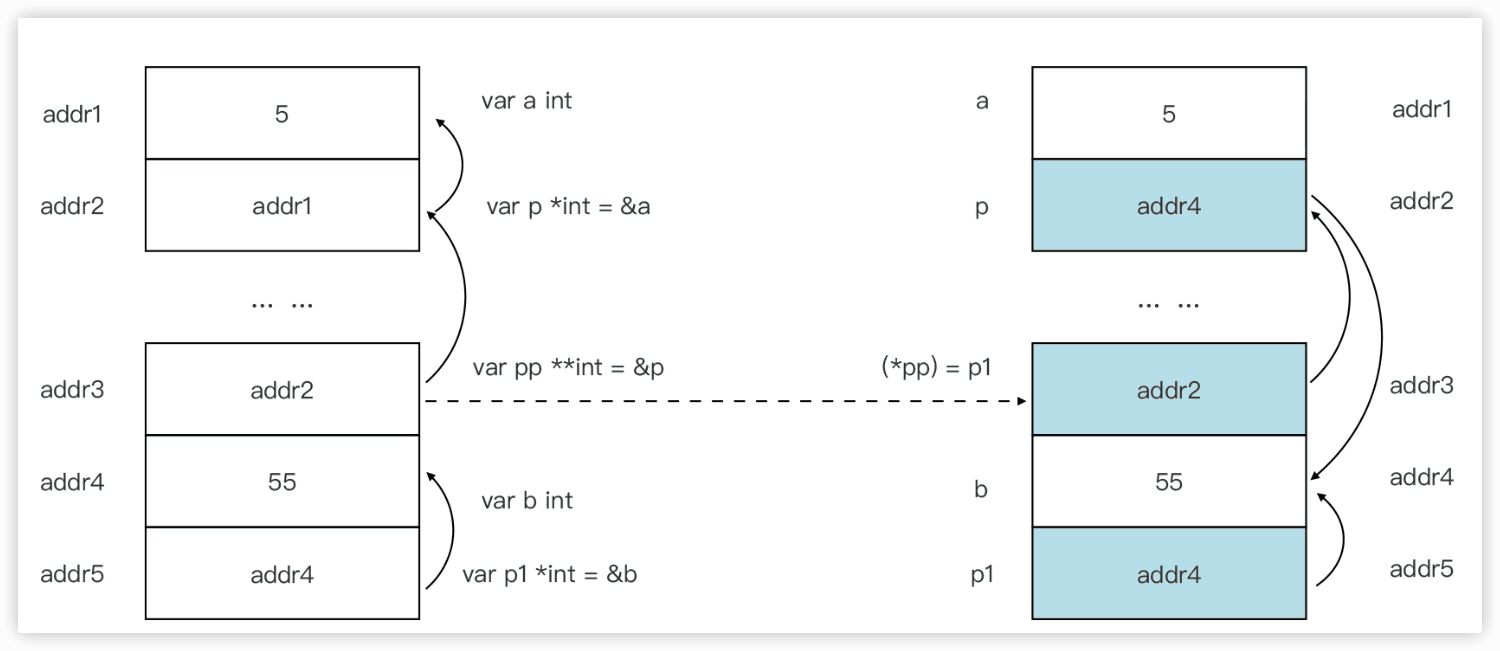 addr1 5 var a int a 5 addr1
addr2 addr1 var p *int = &a p addr4 addr2
... ... ... ...
addr3 addr2 var pp **int = &p (*pp) = p1 addr2 addr3
addr4 55 var b int b 55 addr4
addr5 addr4 var p1 *int = &b p1 addr4 addr5